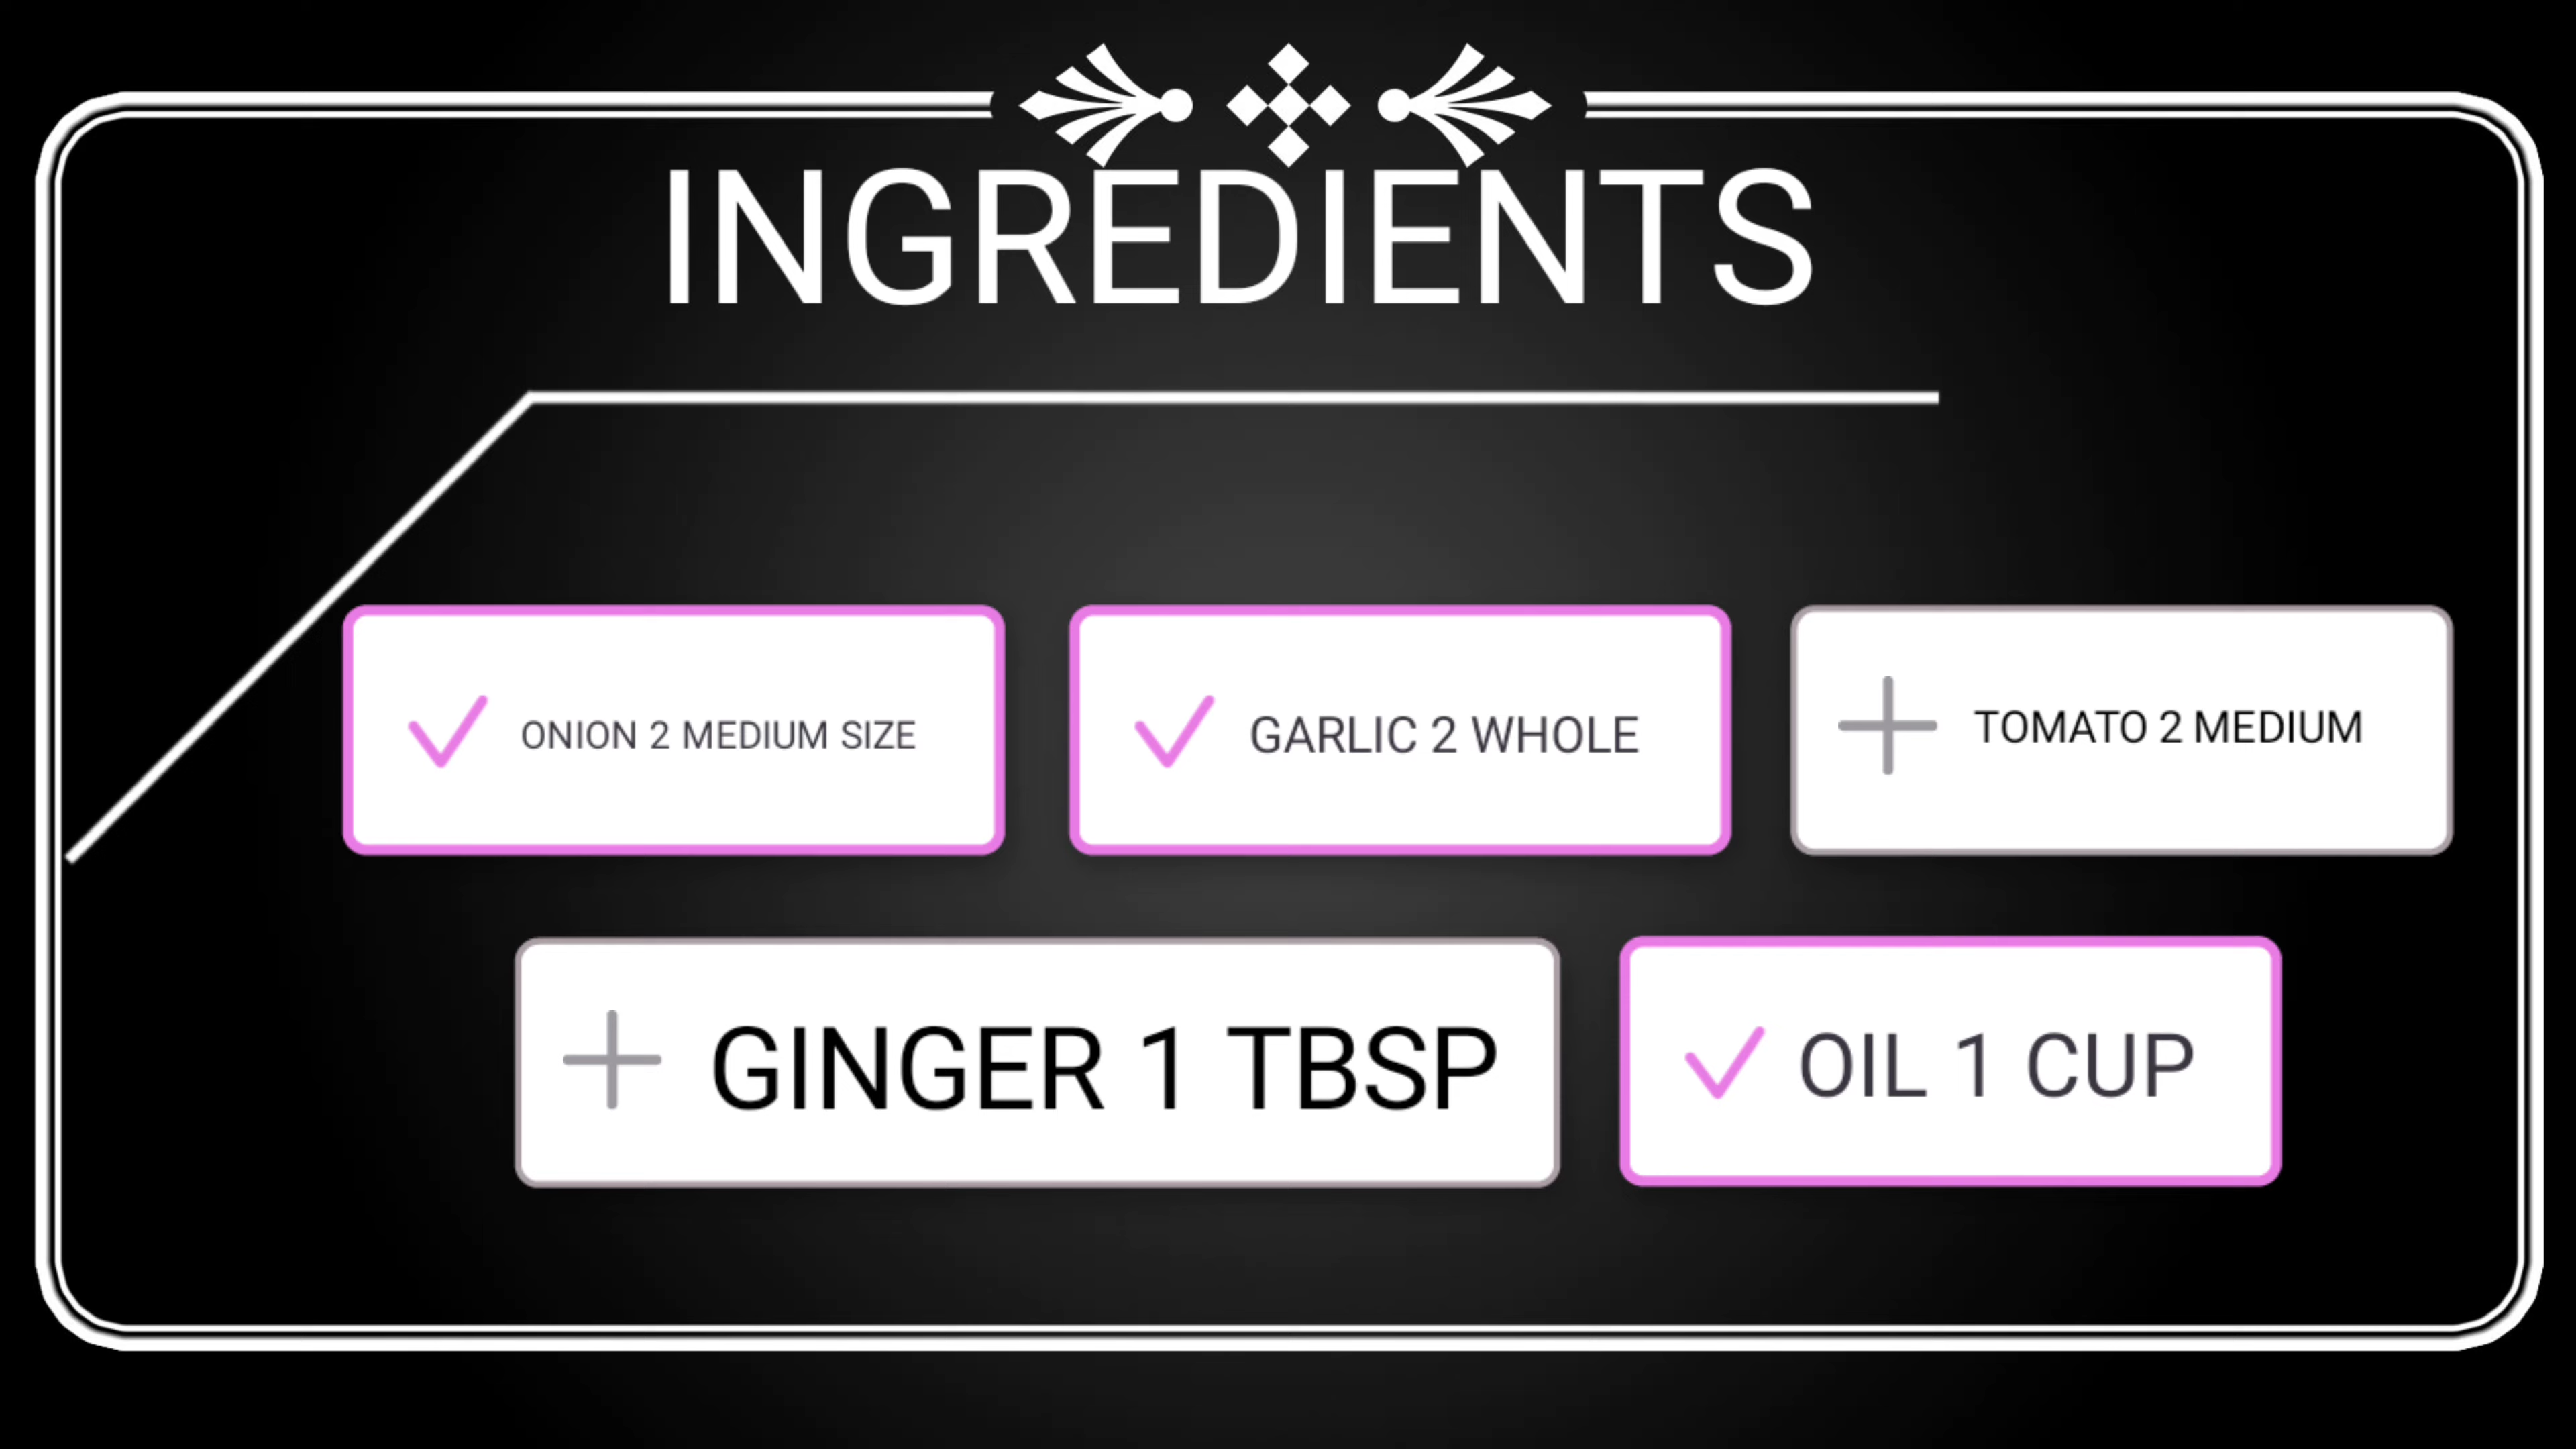 INGREDIENTS
ONION 2 MEDIUM SIZE
GARLIC 2 WHOLE
TOMATO 2 MEDIUM
GINGER 1 TBSP
OIL 1 CUP